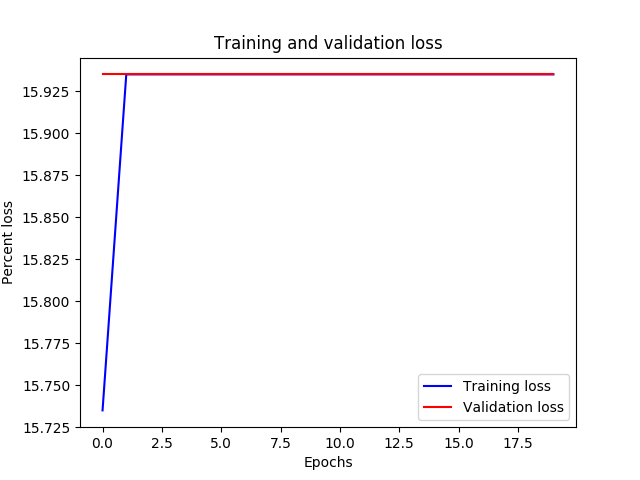 Training and validation loss
Percent loss
15.925
15.900
15.875
15.850
15.825
15.800
15.775
15.750
15.725
Training loss
Validation loss
0.0 2.5 5.0 7.5 10.0 12.5 15.0 17.5
Epochs